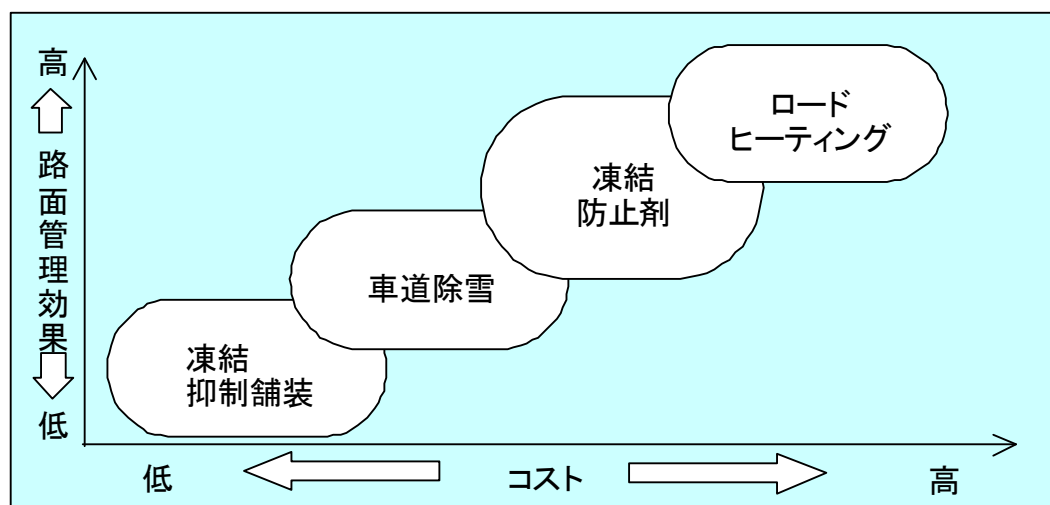 高
路面管理効果
低
ロード
ヒーティング
凍結
防止剤
車道除雪
凍結
抑制舗装
低
コスト
高